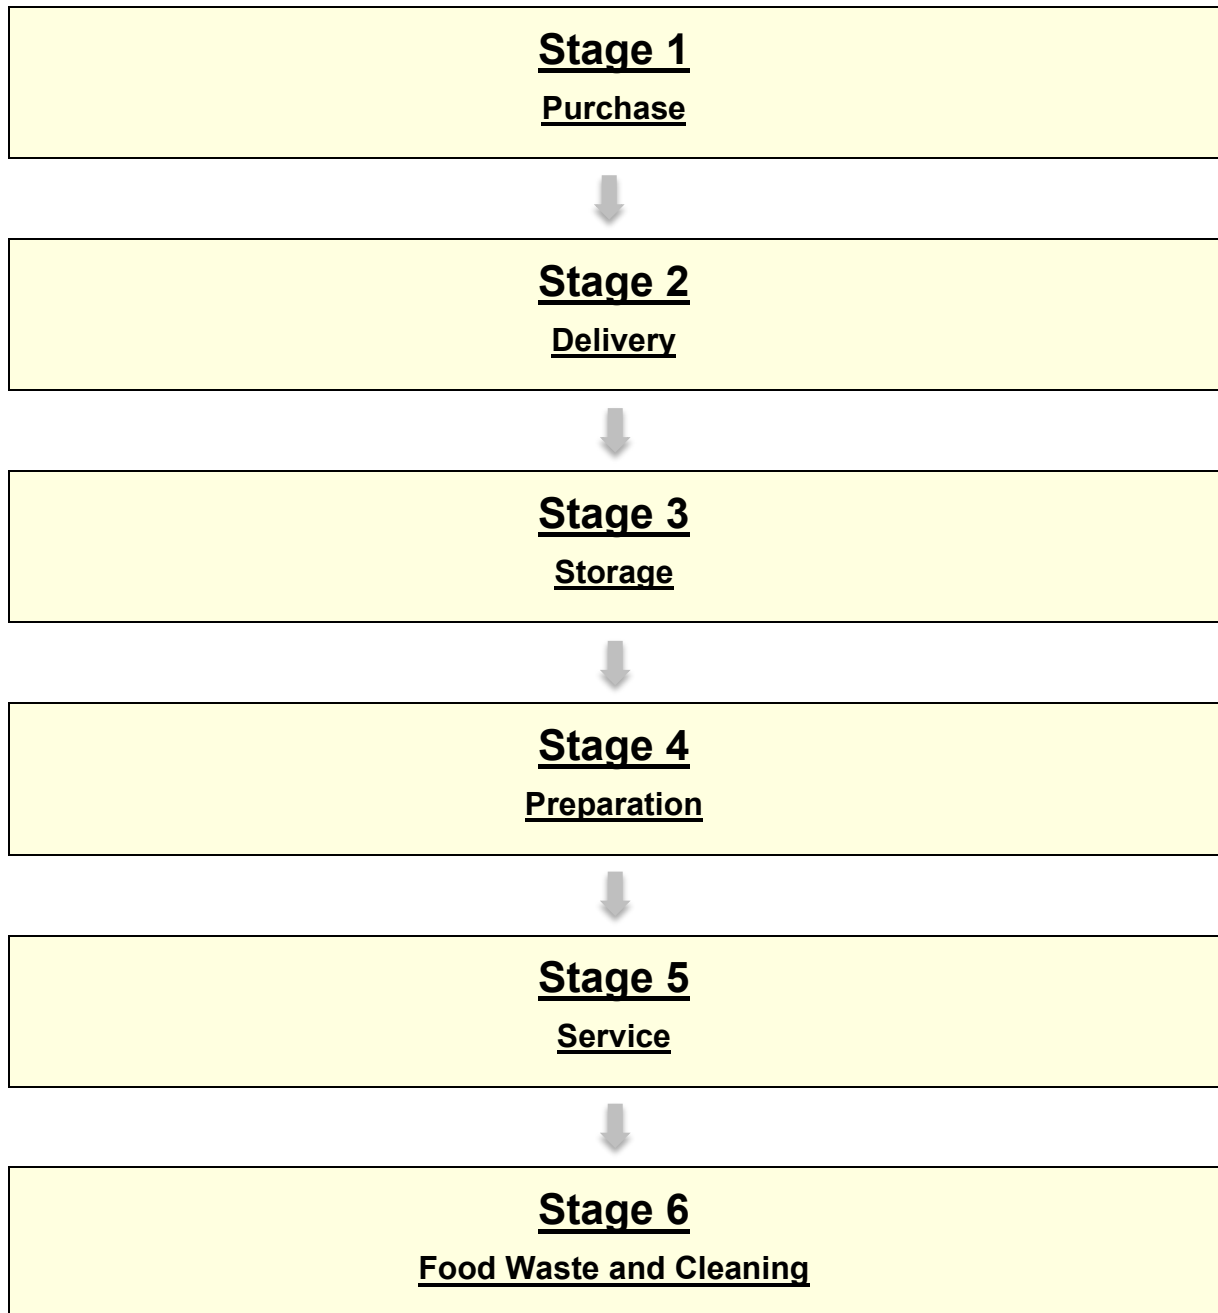 Stage 1
Purchase
Stage 2
Delivery
Stage 3
Storage
Stage 4
Preparation
Stage 5
Service
Stage 6
Food Waste and Cleaning